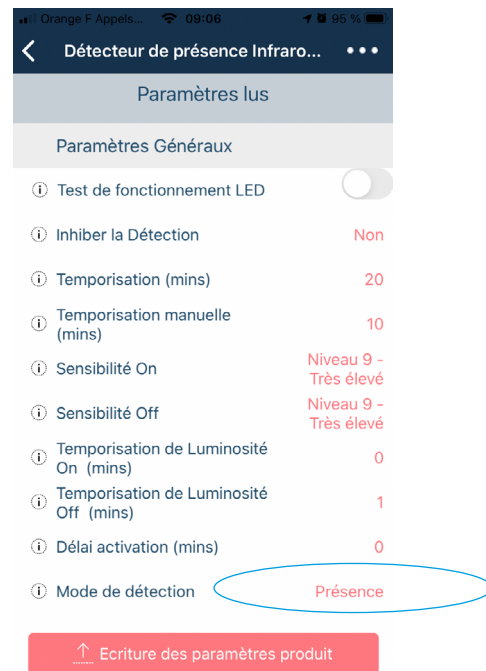 Orange F Appels... 09:06 95 %
Détecteur de présence Infraro...
Paramètres lus
Paramètres Généraux
Test de fonctionnement LED
Inhiber la Détection Non
Temporisation (mins) 20
Temporisation manuelle
(mins) 10
Sensibilité On Niveau 9 -
Très élevé
Sensibilité Off Niveau 9 -
Très élevé
Temporisation de Luminosité
On (mins) 0
Temporisation de Luminosité
Off (mins) 1
Délai activation (mins) 0
Mode de détection Présence
Ecriture des paramètres produit